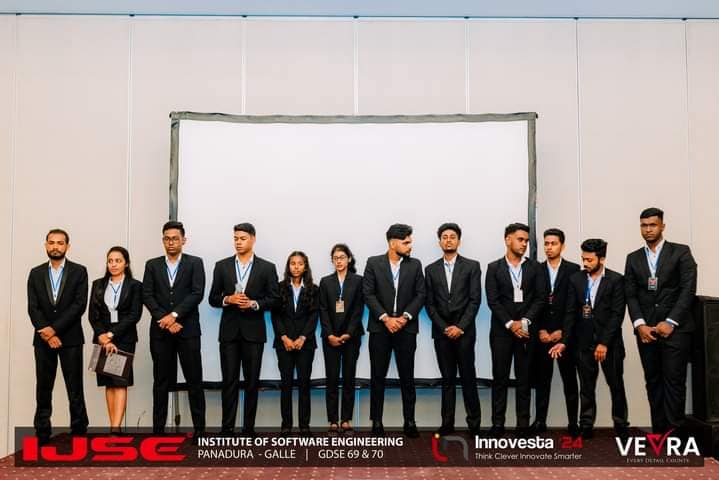 IJSE
INSTITUTE OF SOFTWARE ENGINEERING
PANADURA - GALLE | GDSE 69 & 70
Innovesta '24
Think Clever Innovate Smarter
VEVRA
EVERY DETAIL COUNTS